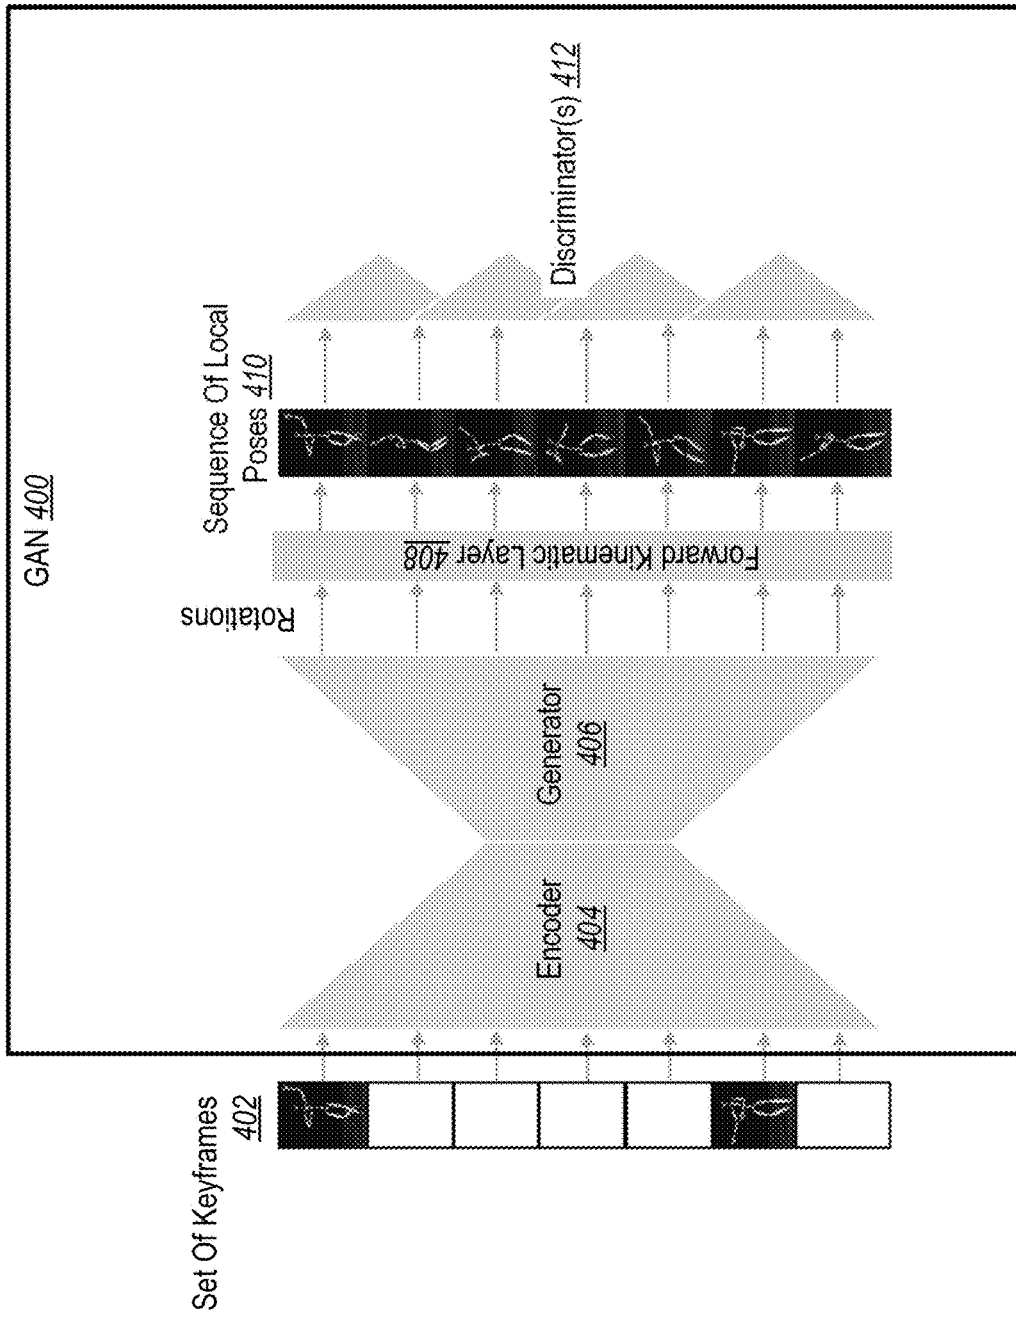 GAN 400
Set Of Keyframes
402
Encoder
404
Generator
406
Rotations
Forward Kinematic Layer 408
Sequence Of Local
Poses 410
Discriminator(s) 412